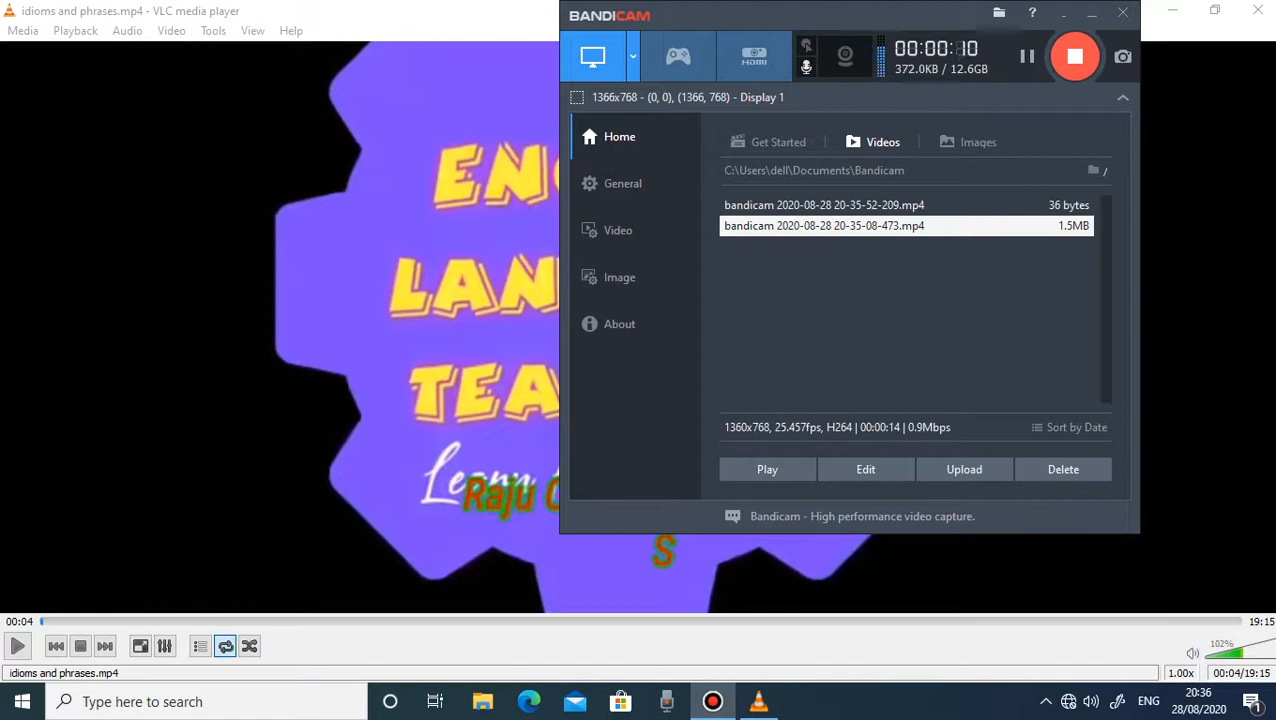 idioms and phrases.mp4 - VLC media player
Media Playback Audio Video Tools View Help
BANDICAM
?
HDMI
00:00:10
372.0KB / 12.6GB
1366x768 - (0, 0), (1366, 768) - Display 1
Home
General
Video
Image
About
Get Started Videos Images
C:\Users\dell\Documents\Bandicam
/
bandicam 2020-08-28 20-35-52-209.mp4 36 bytes
bandicam 2020-08-28 20-35-08-473.mp4 1.5MB
1360x768, 25.457fps, H264 | 00:00:14 | 0.9Mbps
Sort by Date
Play Edit Upload Delete
Bandicam - High performance video capture.
ENG
LAN
TEA
Learn
Raju
S
00:04 19:15
102%
idioms and phrases.mp4 1.00x 00:04/19:15
Type here to search
ENG
20:36
28/08/2020
1